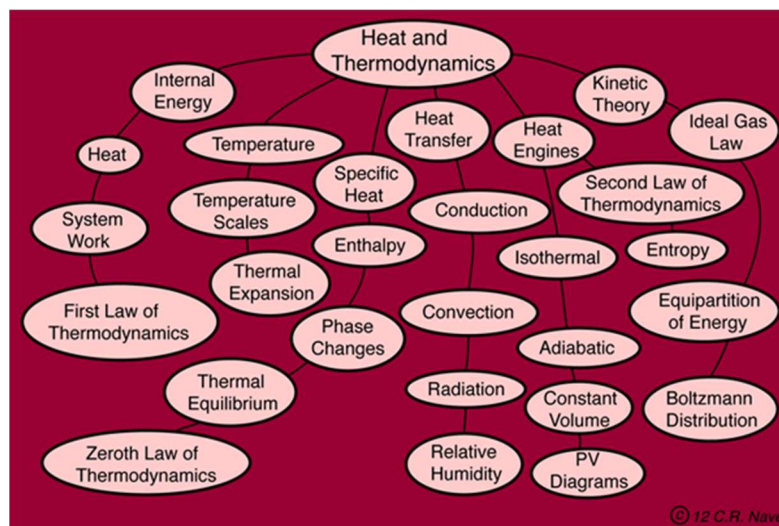 Heat and
Thermodynamics
Internal
Energy
Heat
System
Work
First Law of
Thermodynamics
Temperature
Temperature
Scales
Thermal
Expansion
Specific
Heat
Enthalpy
Phase
Changes
Thermal
Equilibrium
Zeroth Law of
Thermodynamics
Heat
Transfer
Conduction
Convection
Radiation
Relative
Humidity
Heat
Engines
Isothermal
Adiabatic
Constant
Volume
PV
Diagrams
Second Law of
Thermodynamics
Entropy
Kinetic
Theory
Ideal Gas
Law
Equipartition
of Energy
Boltzmann
Distribution
© 12 C.R. Nave